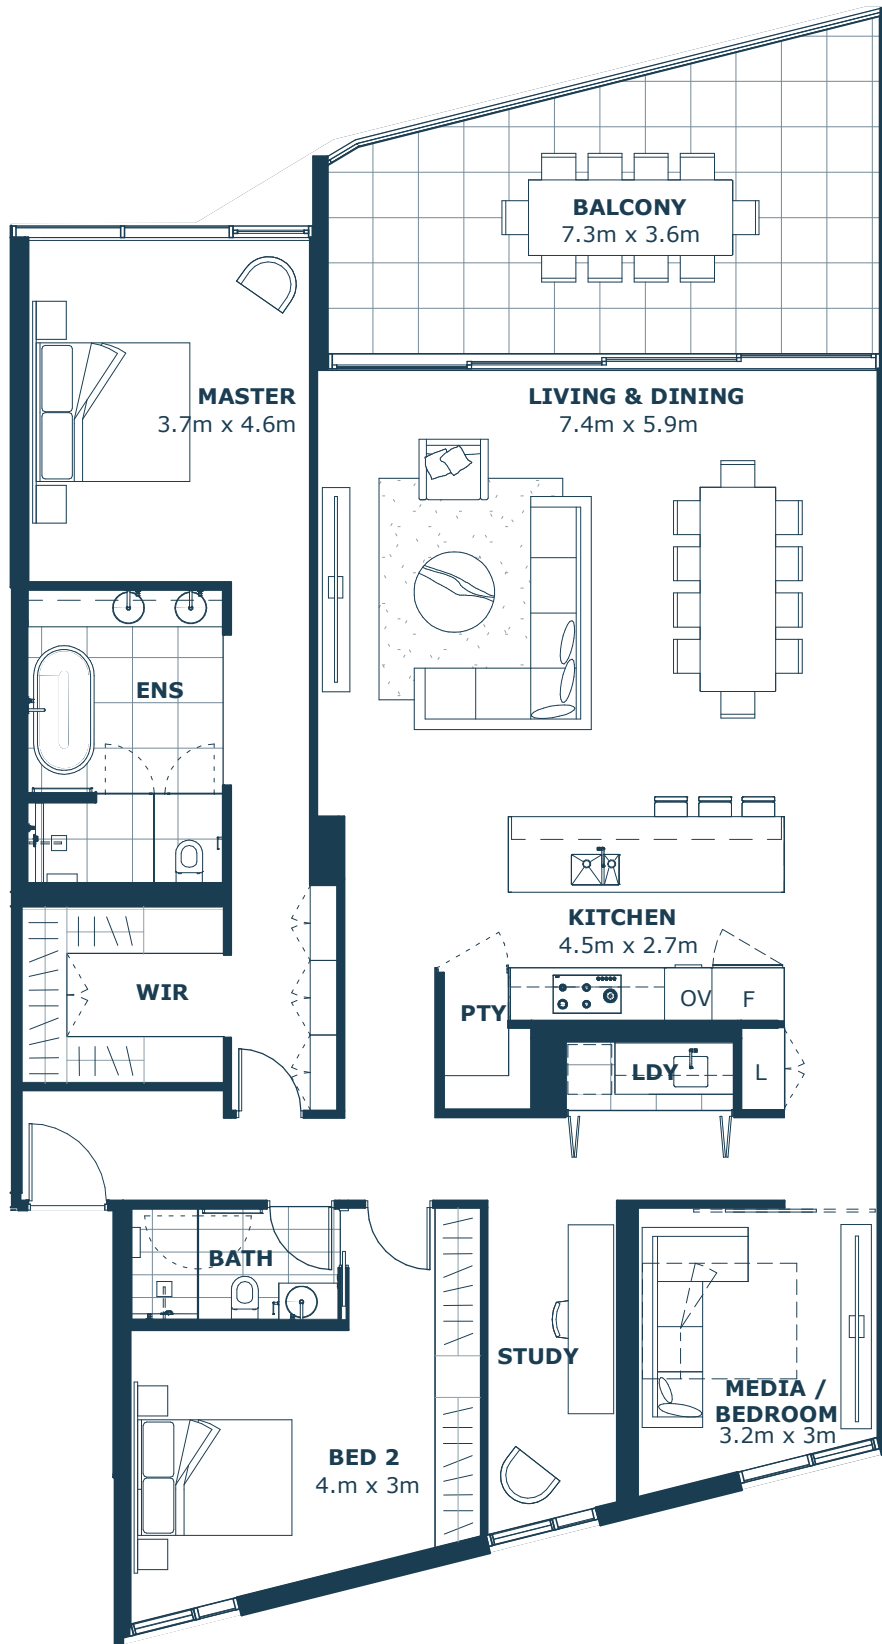 BALCONY
7.3m x 3.6m
MASTER
3.7m x 4.6m
LIVING & DINING
7.4m x 5.9m
ENS
KITCHEN
4.5m x 2.7m
WIR
PTY
OV
F
LDY
L
BATH
STUDY
MEDIA /
BEDROOM
3.2m x 3m
BED 2
4.m x 3m